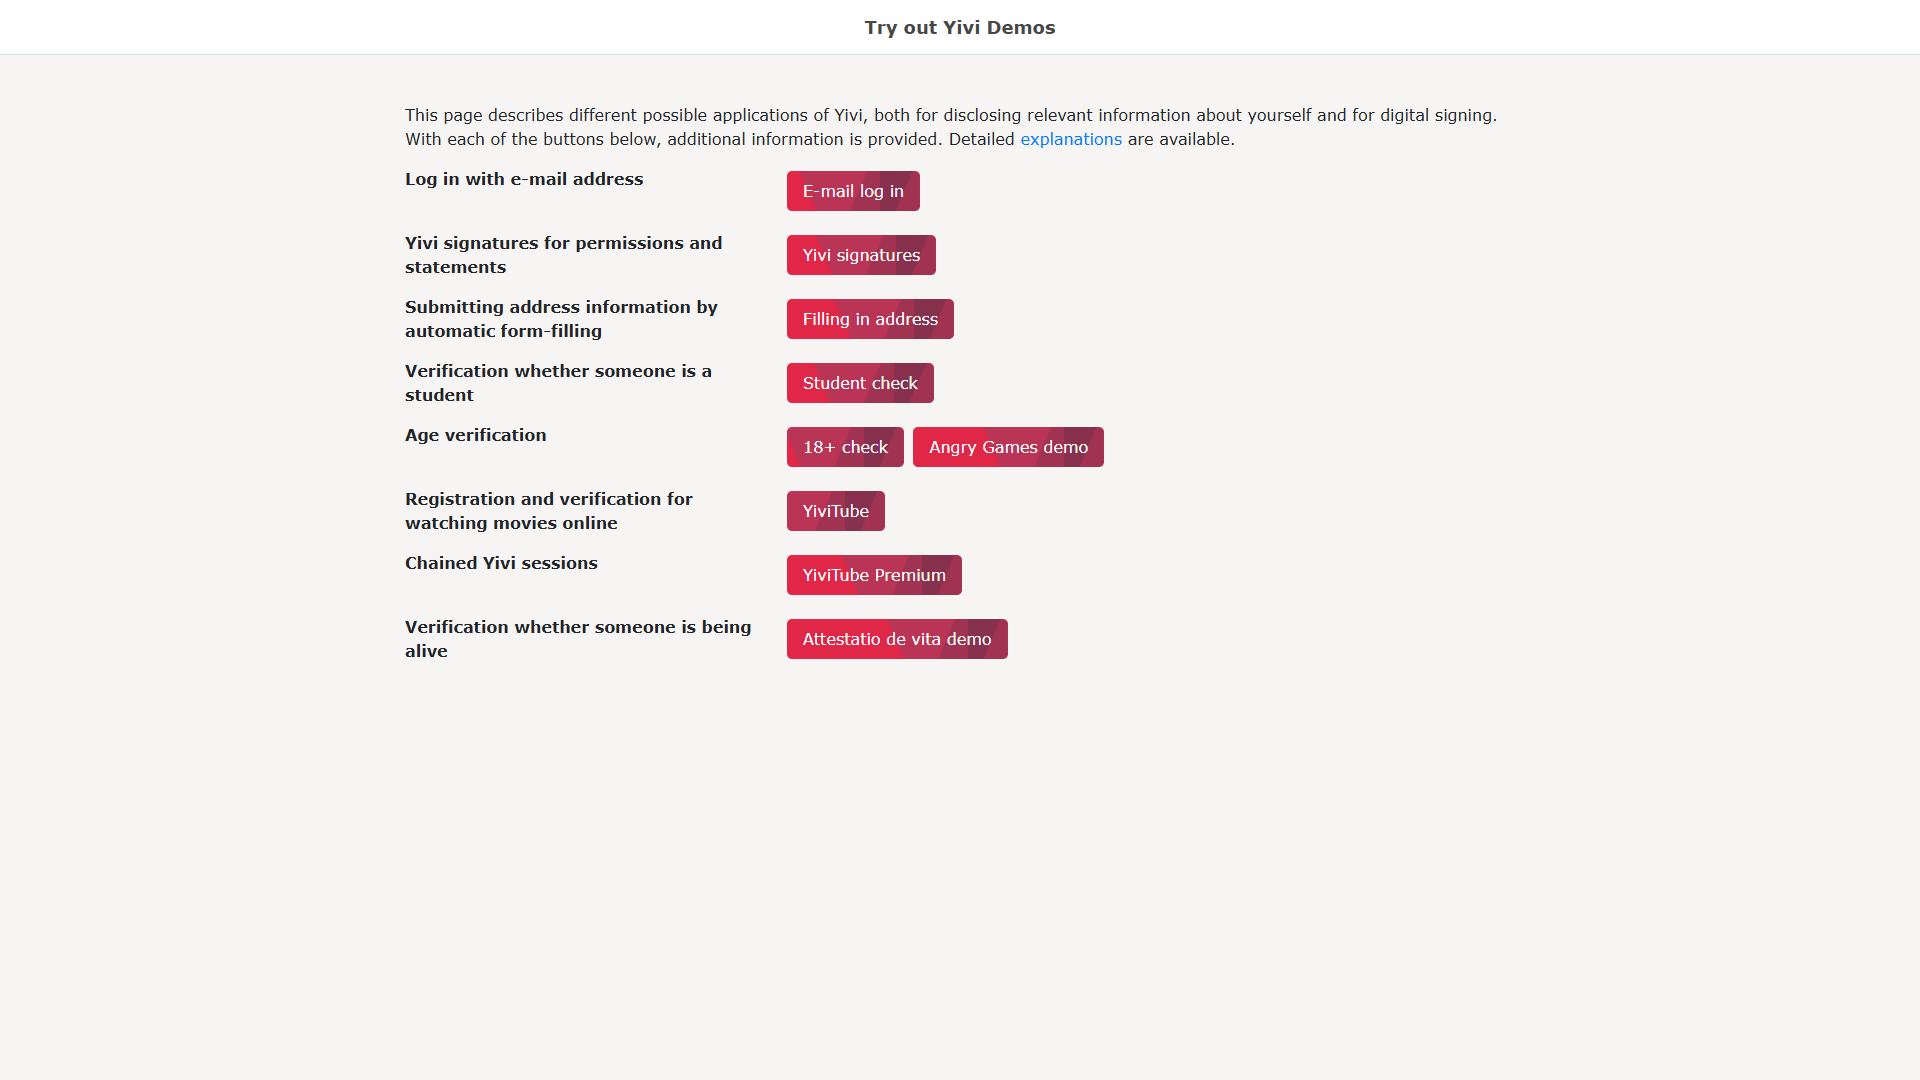 Try out Yivi Demos
This page describes different possible applications of Yivi, both for disclosing relevant information about yourself and for digital signing.
With each of the buttons below, additional information is provided. Detailed explanations are available.
Log in with e-mail address
E-mail log in
Yivi signatures for permissions and
statements
Yivi signatures
Submitting address information by
automatic form-filling
Filling in address
Verification whether someone is a
student
Student check
Age verification
18+ check Angry Games demo
Registration and verification for
watching movies online
YiviTube
Chained Yivi sessions
YiviTube Premium
Verification whether someone is being
alive
Attestatio de vita demo